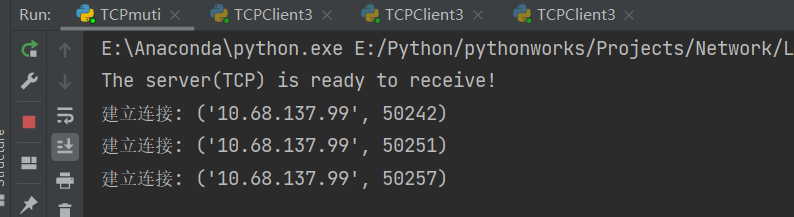 Run: TCPmuti × TCPClient3 × TCPClient3 × TCPClient3 ×
E:\Anaconda\python.exe E:/Python/pythonworks/Projects/Network/L
The server(TCP) is ready to receive!
建立连接: ('10.68.137.99', 50242)
建立连接: ('10.68.137.99', 50251)
建立连接: ('10.68.137.99', 50257)
Structure